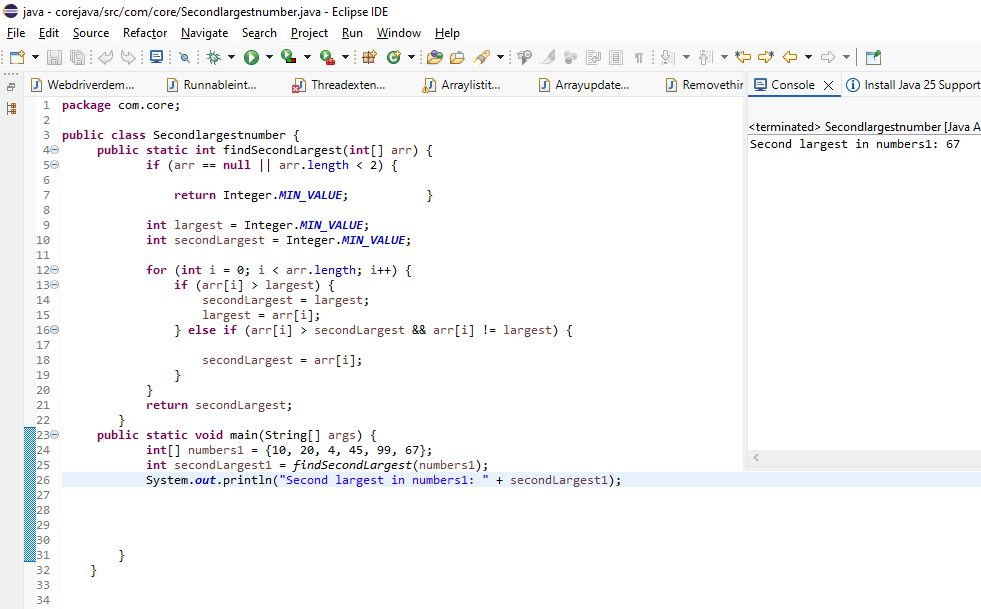 java - corejava/src/com/core/Secondlargestnumber.java - Eclipse IDE
File Edit Source Refactor Navigate Search Project Run Window Help
Webdriverdem... Runnableint... Threadexten... Arraylistit... Arrayupdate... Removethir Console Install Java 25 Support
<terminated> Secondlargestnumber [Java A
Second largest in numbers1: 67
1 package com.core;
2
3 public class Secondlargestnumber {
4 public static int findSecondLargest(int[] arr) {
5 if (arr == null || arr.length < 2) {
6
7 return Integer.MIN_VALUE; }
8
9 int largest = Integer.MIN_VALUE;
10 int secondLargest = Integer.MIN_VALUE;
11
12 for (int i = 0; i < arr.length; i++) {
13 if (arr[i] > largest) {
14 secondLargest = largest;
15 largest = arr[i];
16 } else if (arr[i] > secondLargest && arr[i] != largest) {
17
18 secondLargest = arr[i];
19 }
20 }
21 return secondLargest;
22 }
23 public static void main(String[] args) {
24 int[] numbers1 = {10, 20, 4, 45, 99, 67};
25 int secondLargest1 = findSecondLargest(numbers1);
26 System.out.println("Second largest in numbers1: " + secondLargest1);
27
28
29
30
31 }
32 }
33
34